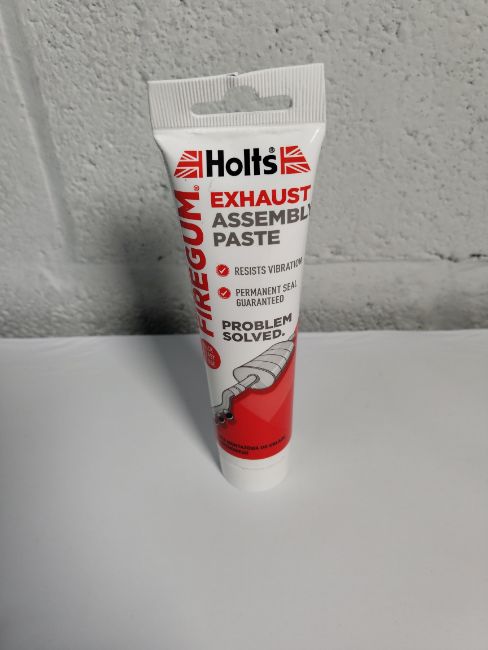 Holts®
FIREGUM®
EXHAUST
ASSEMBLY
PASTE
RESISTS VIBRATION
PERMANENT SEAL
GUARANTEED
PROBLEM
SOLVED.